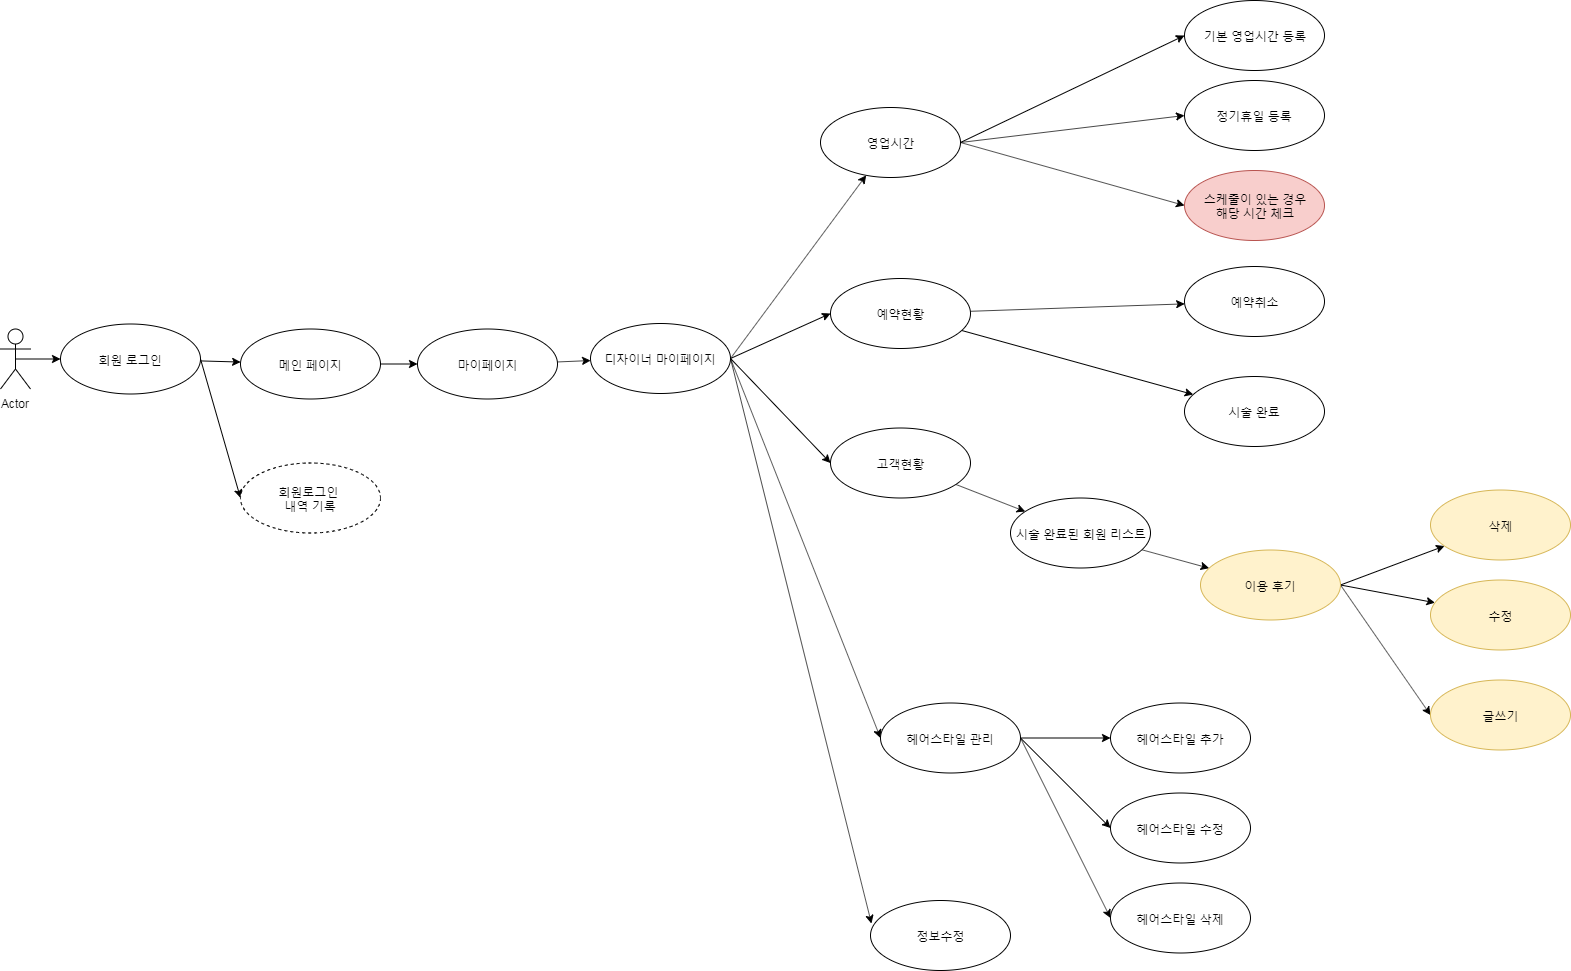 기본 영업시간 등록
정기휴일 등록
영업시간
스케줄이 있는 경우
해당 시간 체크
예약취소
예약현황
회원 로그인
메인 페이지
마이페이지
디자이너 마이페이지
Actor
시술 완료
고객현황
회원로그인
내역 기록
시술 완료된 회원 리스트
삭제
이용 후기
수정
글쓰기
헤어스타일 관리
헤어스타일 추가
헤어스타일 수정
헤어스타일 삭제
정보수정